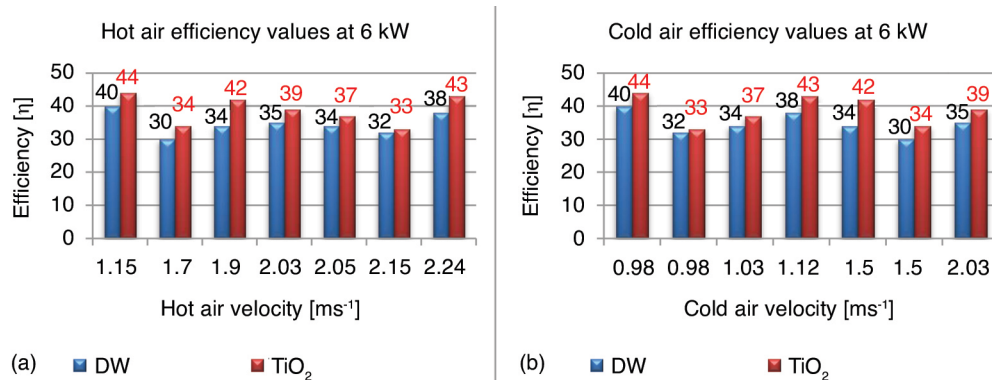 Hot air efficiency values at 6 kW
Efficiency [η]
50
40
30
20
10
0
40 44 30 34 34 42 35 39 34 37 32 33 38 43
1.15 1.7 1.9 2.03 2.05 2.15 2.24
Hot air velocity [ms⁻¹]
(a) DW TiO₂
Cold air efficiency values at 6 kW
Efficiency [η]
50
40
30
20
10
0
40 44 32 33 34 37 38 43 34 42 30 34 35 39
0.98 0.98 1.03 1.12 1.5 1.5 2.03
Cold air velocity [ms⁻¹]
(b) DW TiO₂